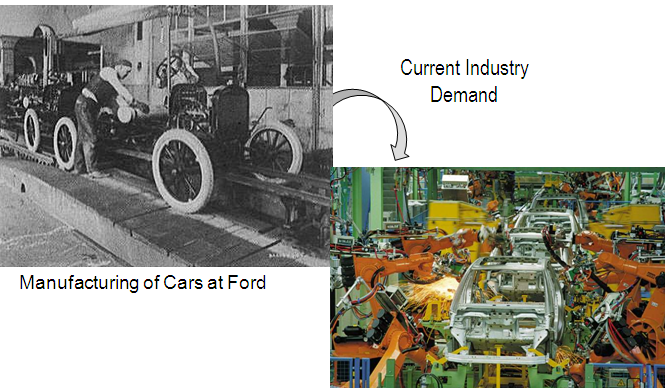 Current Industry
Demand
Manufacturing of Cars at Ford